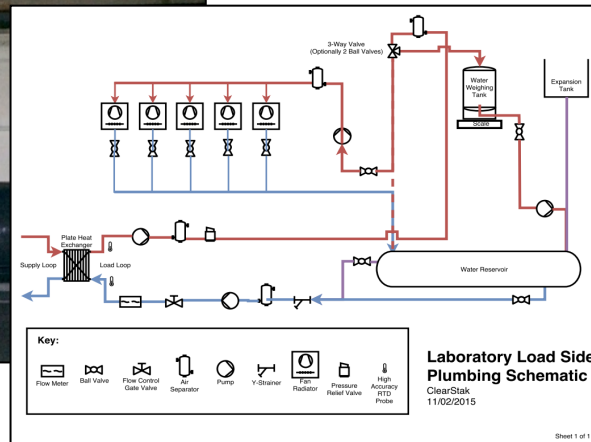 3-Way Valve
(Optionally 2 Ball Valves)
Water
Weighing
Tank
Scale
Expansion
Tank
Plate Heat
Exchanger
Supply Loop
Load Loop
Water Reservoir
Key:
Flow Meter
Ball Valve
Flow Control
Gate Valve
Air
Separator
Pump
Y-Strainer
Fan
Radiator
Pressure
Relief Valve
High
Accuracy
RTD
Probe
Laboratory Load Side
Plumbing Schematic
ClearStak
11/02/2015
Sheet 1 of 1